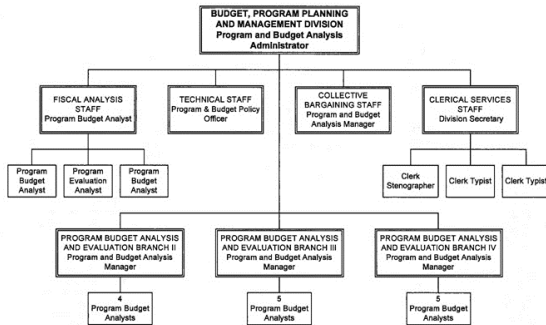 BUDGET, PROGRAM PLANNING
AND MANAGEMENT DIVISION
Program and Budget Analysis
Administrator
FISCAL ANALYSIS
STAFF
Program Budget Analyst
TECHNICAL STAFF
Program & Budget Policy
Officer
COLLECTIVE
BARGAINING STAFF
Program and Budget
Analysis Manager
CLERICAL SERVICES
STAFF
Division Secretary
Program
Budget
Analyst
Program
Evaluation
Analyst
Program
Budget
Analyst
Clerk
Stenographer
Clerk Typist
Clerk Typist
PROGRAM BUDGET ANALYSIS
AND EVALUATION BRANCH II
Program and Budget Analysis
Manager
PROGRAM BUDGET ANALYSIS
AND EVALUATION BRANCH III
Program and Budget Analysis
Manager
PROGRAM BUDGET ANALYSIS
AND EVALUATION BRANCH IV
Program and Budget Analysis
Manager
4
Program Budget
Analysts
5
Program Budget
Analysts
5
Program Budget
Analysts